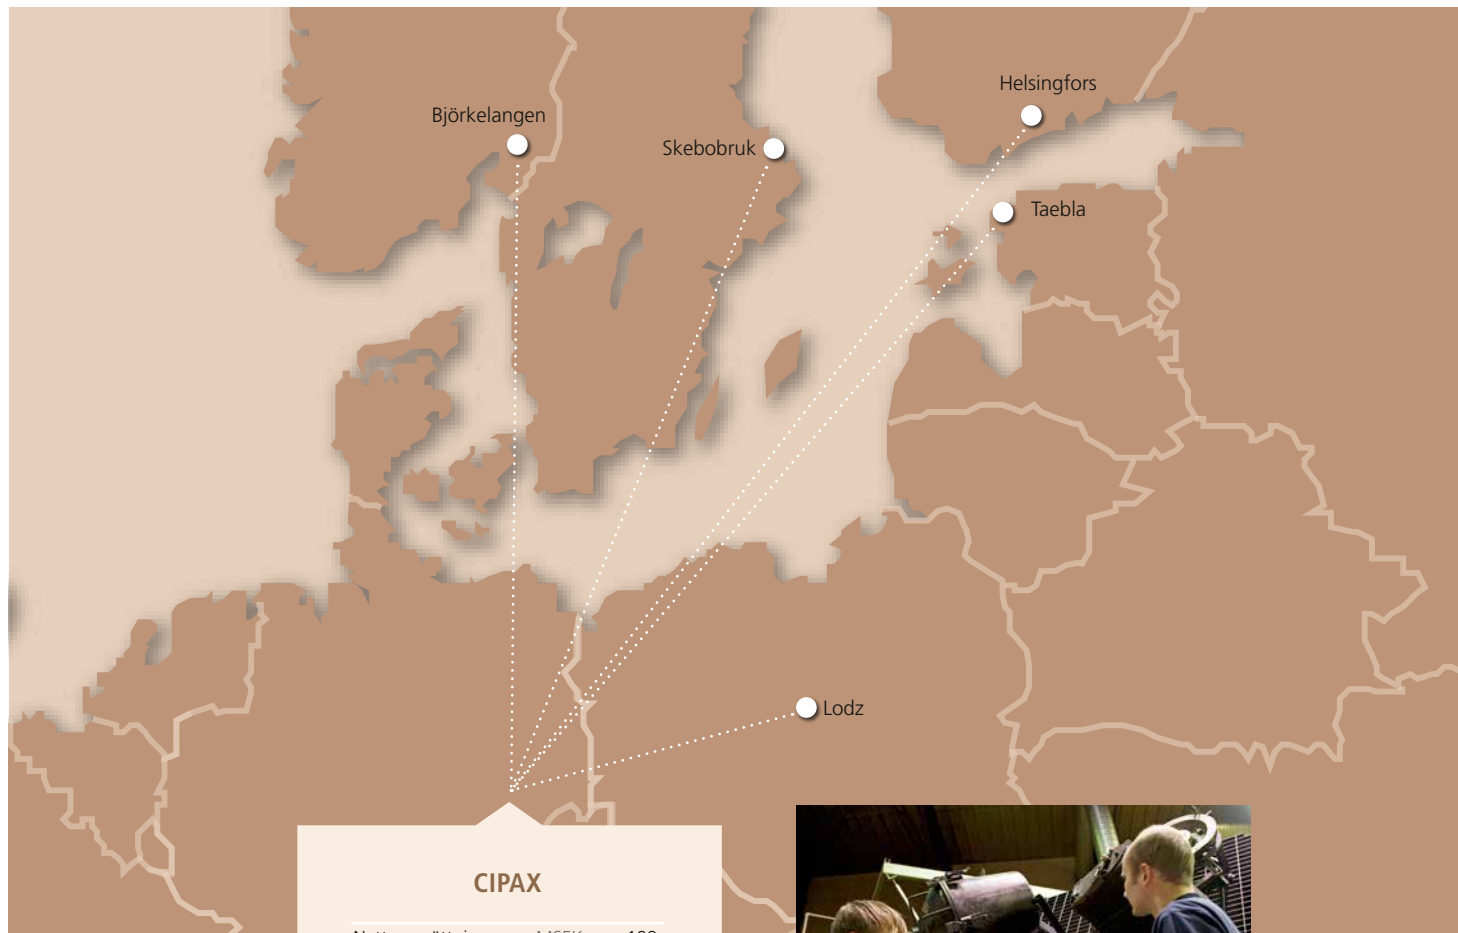 Helsingfors
Björkelangen
Skebobruk
Taebla
Lodz
CIPAX